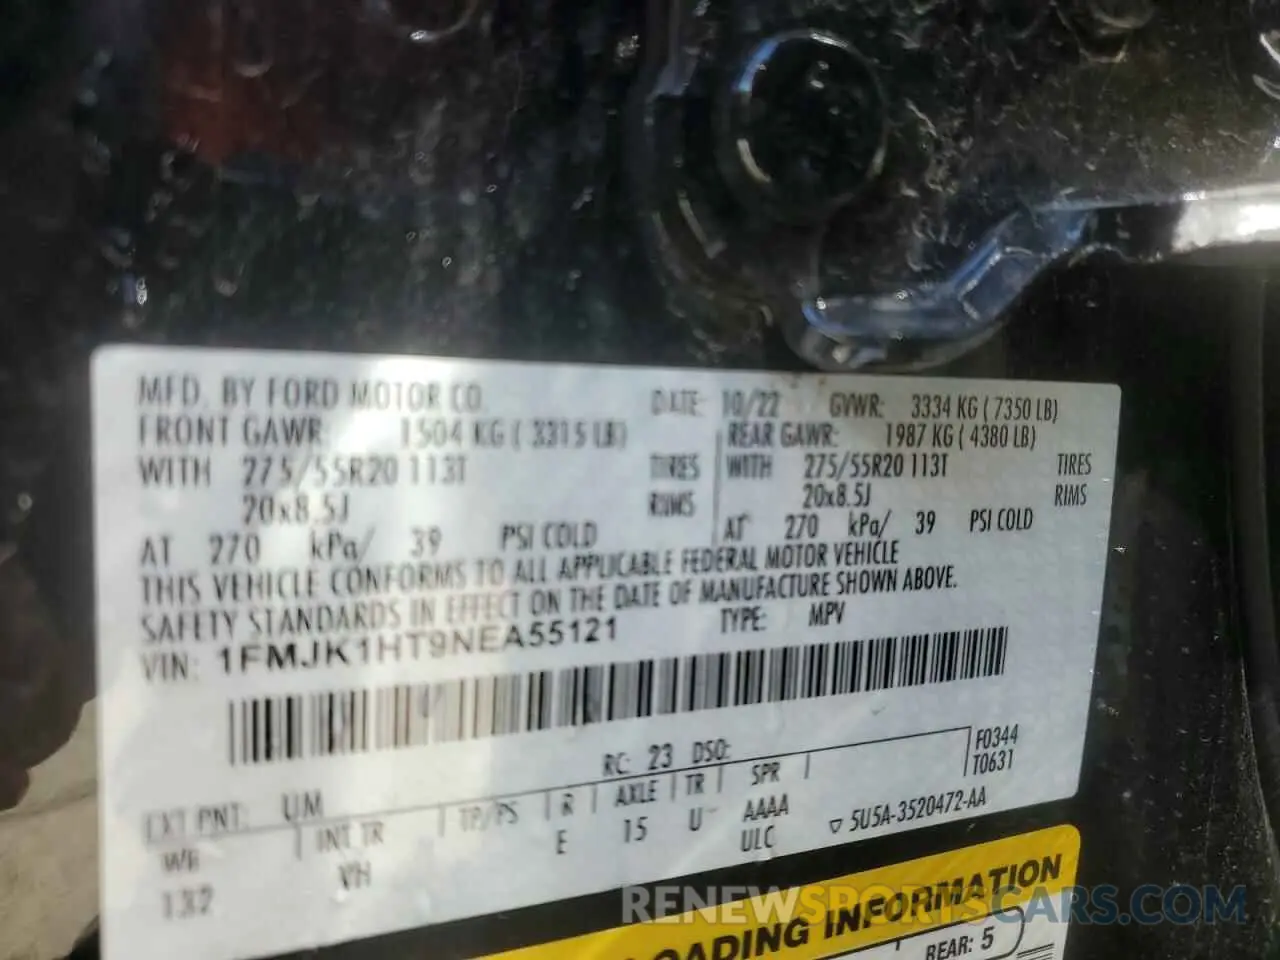 MFD. BY FORD MOTOR CO. DATE: 10/22 GVWR: 3334 KG ( 7350 LB)
FRONT GAWR: 1504 KG ( 3315 LB) REAR GAWR: 1987 KG ( 4380 LB)
WITH 275/55R20 113T TIRES WITH 275/55R20 113T TIRES
20x8.5J RIMS 20x8.5J RIMS
AT 270 kPa/ 39 PSI COLD AT 270 kPa/ 39 PSI COLD
THIS VEHICLE CONFORMS TO ALL APPLICABLE FEDERAL MOTOR VEHICLE
SAFETY STANDARDS IN EFFECT ON THE DATE OF MANUFACTURE SHOWN ABOVE.
VIN: 1FMJK1HT9NEA55121 TYPE: MPV
EXT PNT: UM RC: 23 DSO: F0344
WB INT TR TP/PS R AXLE TR SPR T0631
132 VH E 15 U AAAA 5U5A-3520472-AA
ULC
LOADING INFORMATION
REAR: 5
RENEWSPORTSCARS.COM